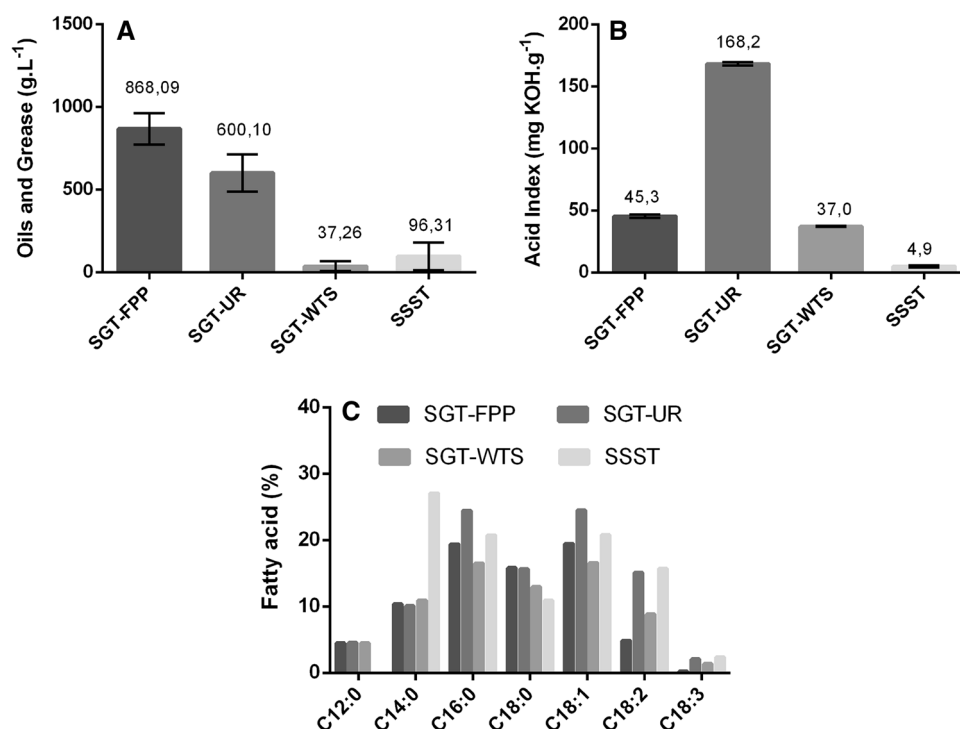 A
Oils and Grease (g.L⁻¹)
1500
1000
500
0
868,09
600,10
37,26
96,31
SGT-FPP
SGT-UR
SGT-WTS
SSST
B
Acid Index (mg KOH.g⁻¹)
200
150
100
50
0
45,3
168,2
37,0
4,9
SGT-FPP
SGT-UR
SGT-WTS
SSST
C
Fatty acid (%)
40
30
20
10
0
SGT-FPP
SGT-UR
SGT-WTS
SSST
C12:0
C14:0
C16:0
C18:0
C18:1
C18:2
C18:3